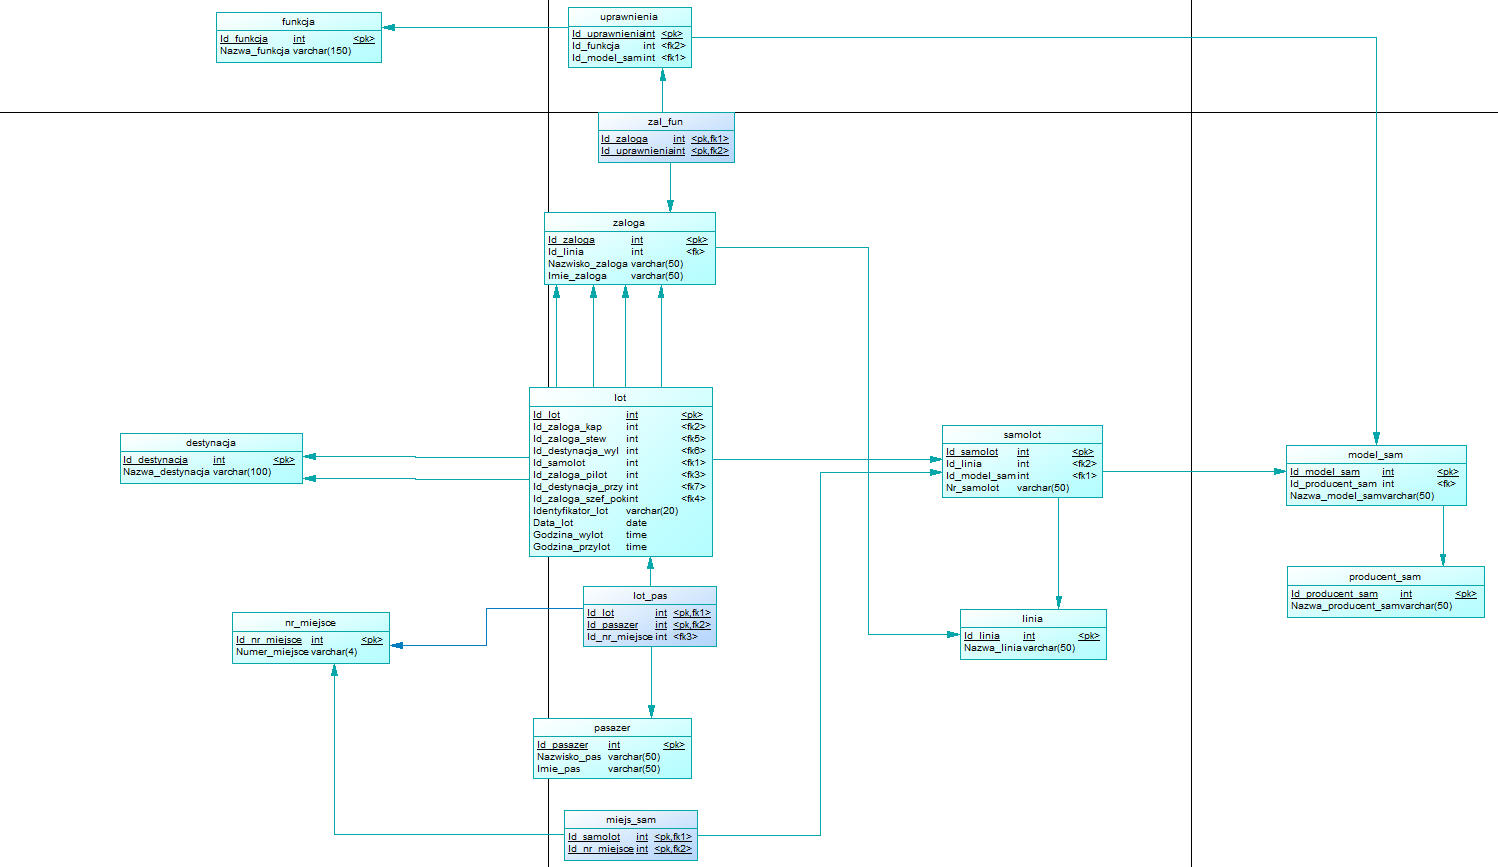 funkcja
Id_funkcja int <pk>
Nazwa_funkcja varchar(150)
uprawnienia
Id_uprawnienia int <pk>
Id_funkcja int <fk2>
Id_model_sam int <fk1>
zal_fun
Id_zaloga int <pk,fk1>
Id_uprawnienia int <pk,fk2>
zaloga
Id_zaloga int <pk>
Id_linia int <fk>
Nazwisko_zaloga varchar(50)
Imie_zaloga varchar(50)
lot
Id_lot int <pk>
Id_zaloga_kap int <fk2>
Id_zaloga_stew int <fk5>
Id_destynacja_wyl int <fk6>
Id_samolot int <fk1>
Id_zaloga_pilot int <fk3>
Id_destynacja_przy int <fk7>
Id_zaloga_szef_pok int <fk4>
Identyfikator_lot varchar(20)
Data_lot date
Godzina_wylot time
Godzina_przylot time
destynacja
Id_destynacja int <pk>
Nazwa_destynacja varchar(100)
samolot
Id_samolot int <pk>
Id_linia int <fk2>
Id_model_sam int <fk1>
Nr_samolot varchar(50)
model_sam
Id_model_sam int <pk>
Id_producent_sam int <fk>
Nazwa_model_sam varchar(50)
producent_sam
Id_producent_sam int <pk>
Nazwa_producent_sam varchar(50)
lot_pas
Id_lot int <pk,fk1>
Id_pasazer int <pk,fk2>
Id_nr_miejsce int <fk3>
nr_miejsce
Id_nr_miejsce int <pk>
Numer_miejsce varchar(4)
linia
Id_linia int <pk>
Nazwa_linia varchar(50)
pasazer
Id_pasazer int <pk>
Nazwisko_pas varchar(50)
Imie_pas varchar(50)
miejs_sam
Id_samolot int <pk,fk1>
Id_nr_miejsce int <pk,fk2>